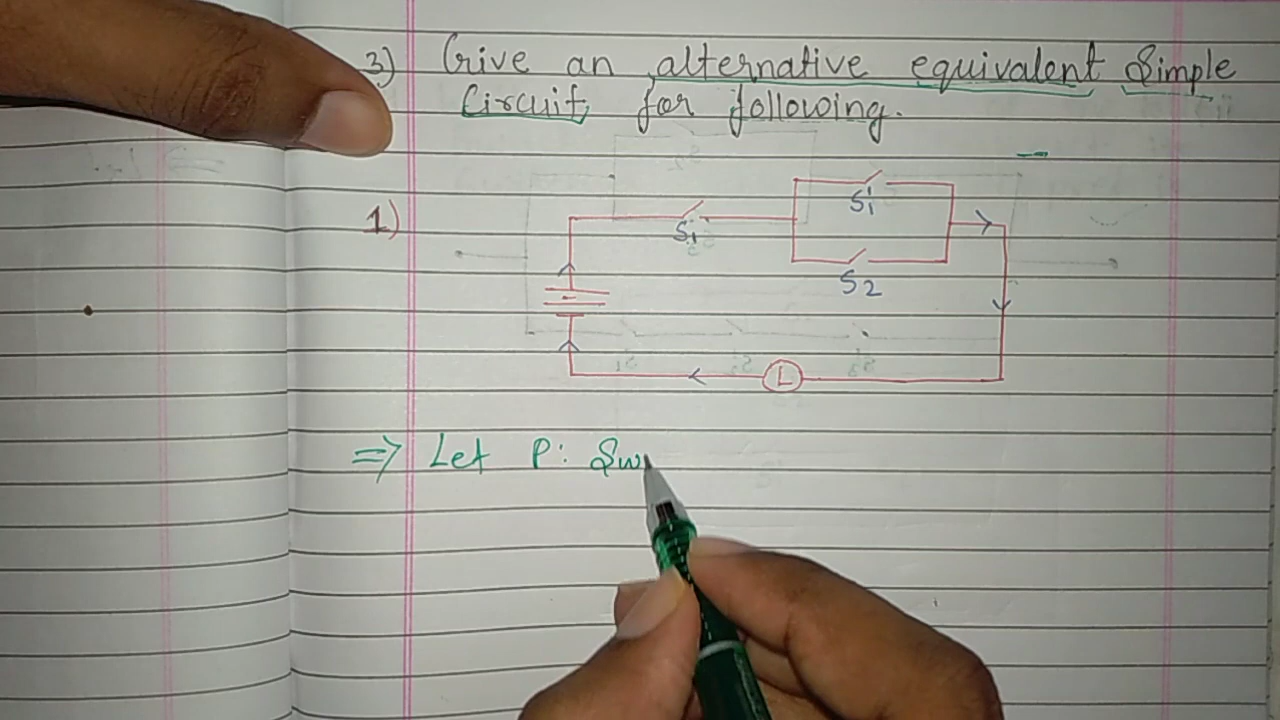 3) Give an alternative equivalent Simple
Circuit, for following.
1)
S₁'
S₁
S2
L
⇒ Let P: Sw